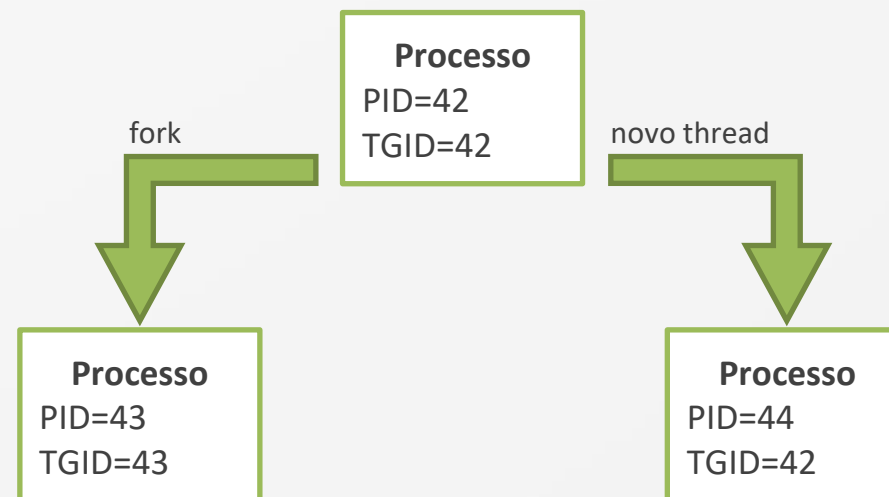 Processo
PID=42
TGID=42
fork
novo thread
Processo
PID=43
TGID=43
Processo
PID=44
TGID=42